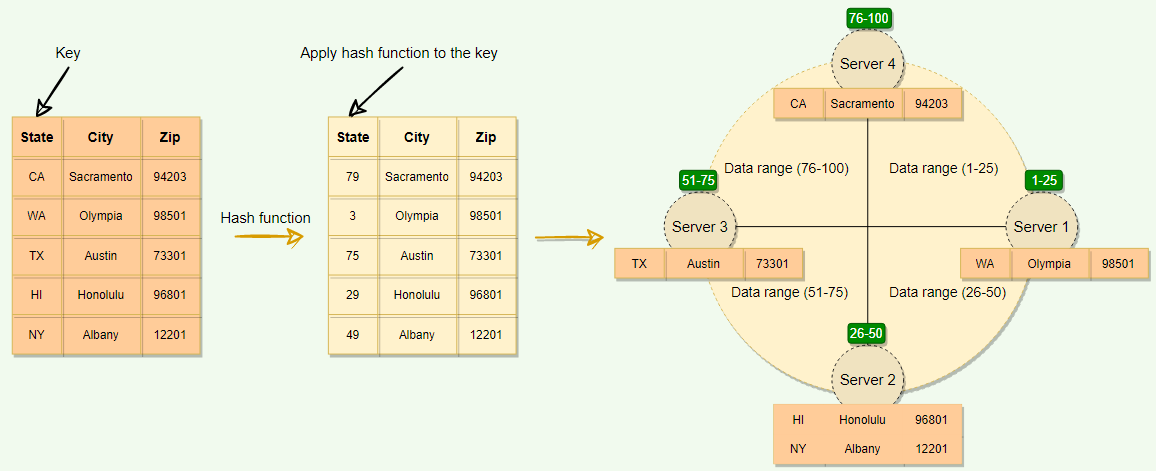 Key
State City Zip
CA Sacramento 94203
WA Olympia 98501
TX Austin 73301
HI Honolulu 96801
NY Albany 12201
Hash function
Apply hash function to the key
State City Zip
79 Sacramento 94203
3 Olympia 98501
75 Austin 73301
29 Honolulu 96801
49 Albany 12201
76-100
Server 4
CA Sacramento 94203
Data range (76-100)
Data range (1-25)
51-75
Server 3
TX Austin 73301
1-25
Server 1
WA Olympia 98501
Data range (51-75)
Data range (26-50)
26-50
Server 2
HI Honolulu 96801
NY Albany 12201